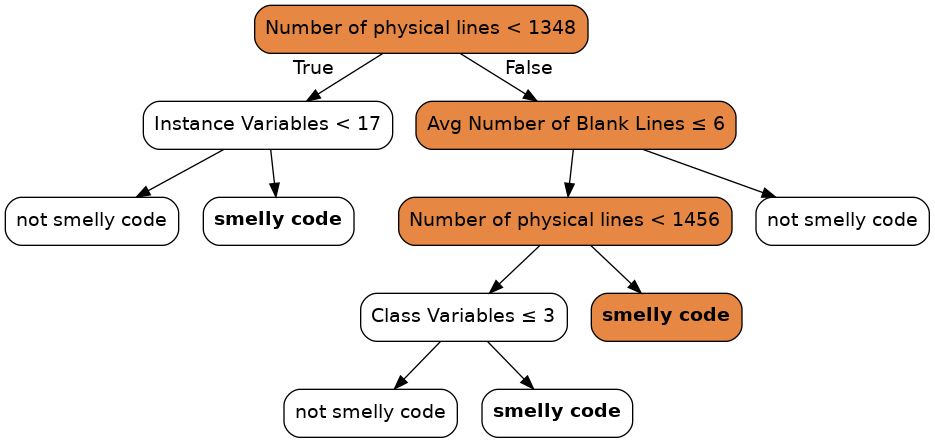 Number of physical lines < 1348
True
False
Instance Variables < 17
Avg Number of Blank Lines ≤ 6
not smelly code
smelly code
Number of physical lines < 1456
not smelly code
Class Variables ≤ 3
smelly code
not smelly code
smelly code